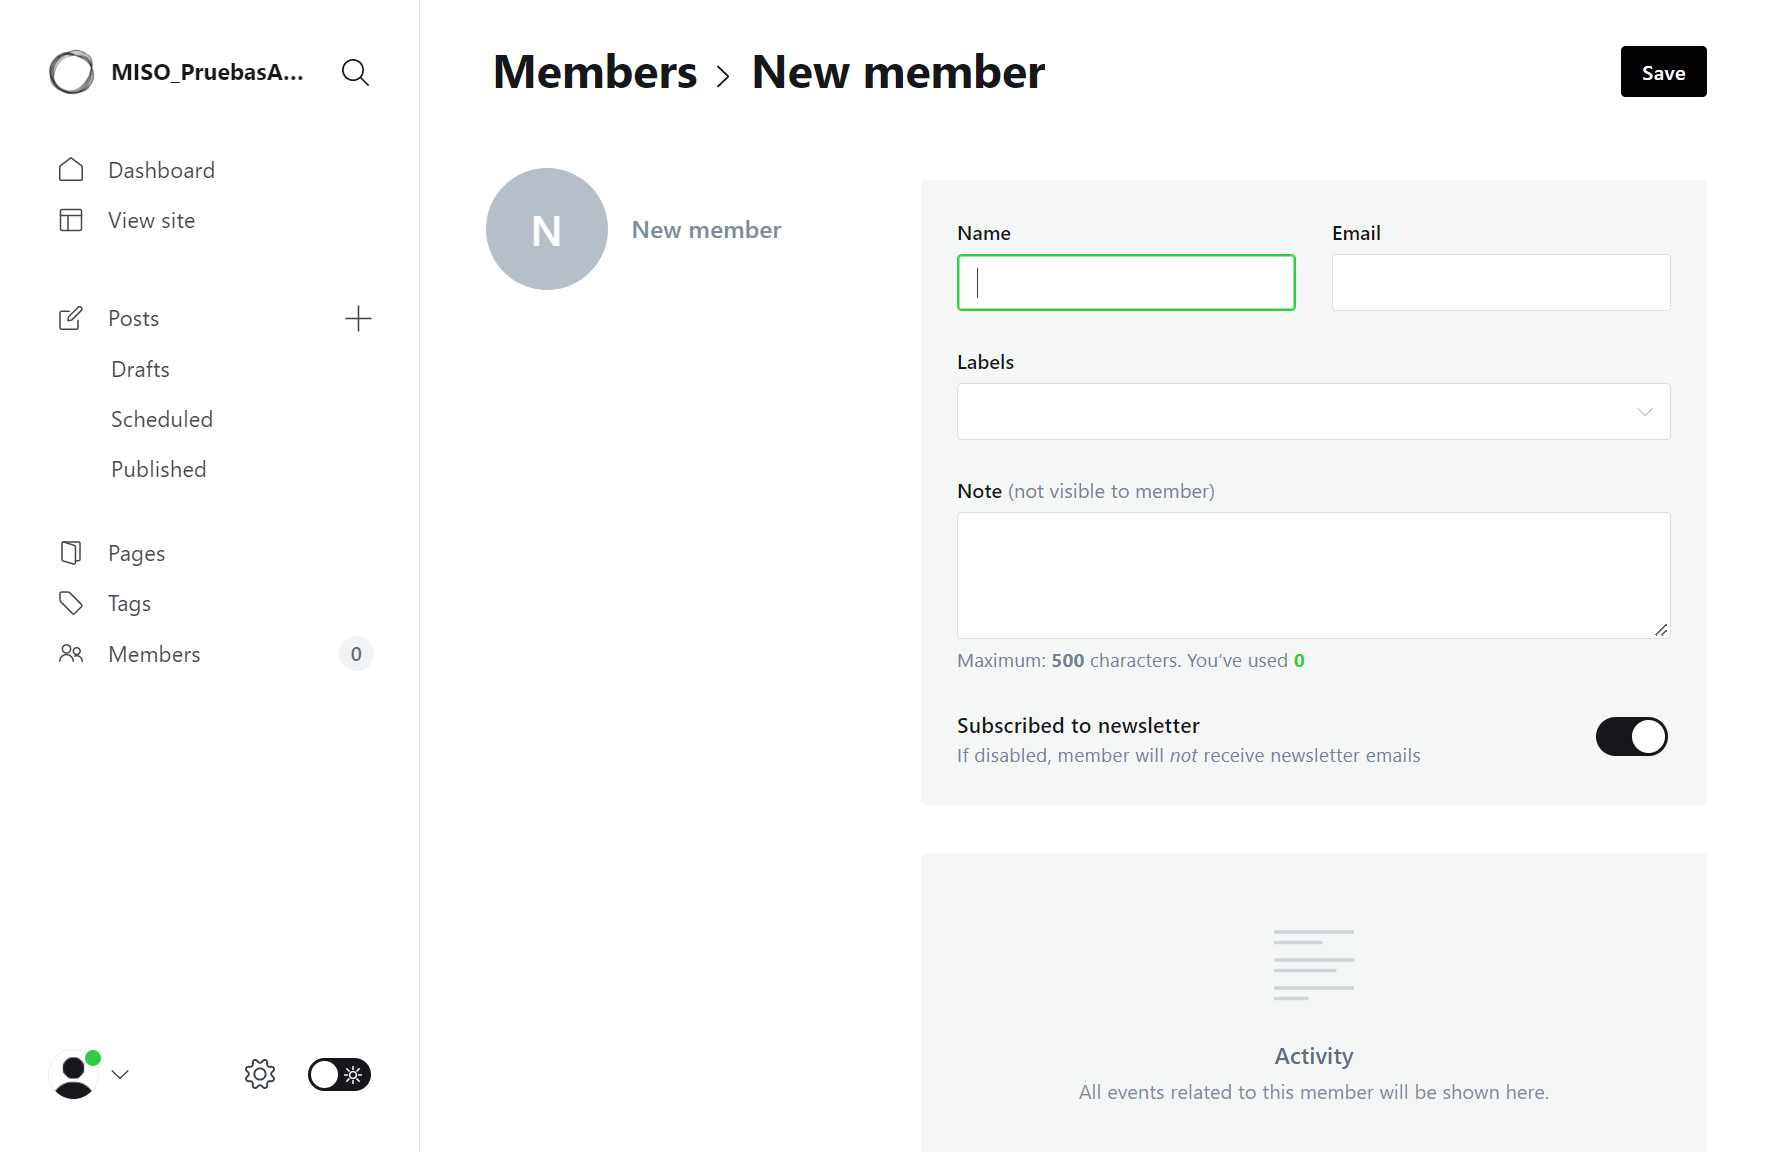 MISO_PruebasA...
Dashboard
View site
Posts
Drafts
Scheduled
Published
Pages
Tags
Members 0
Members > New member
Save
N
New member
Name
Email
Labels
Note (not visible to member)
Maximum: 500 characters. You’ve used 0
Subscribed to newsletter
If disabled, member will not receive newsletter emails
Activity
All events related to this member will be shown here.